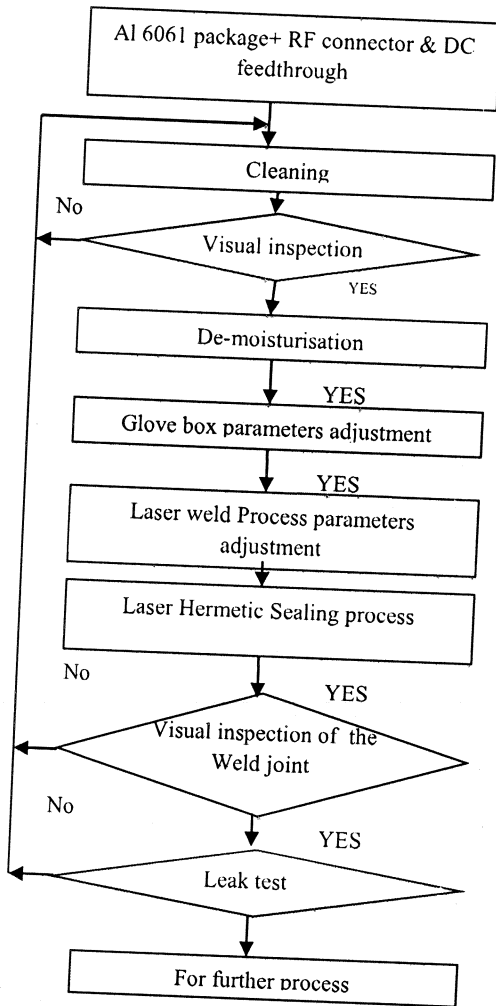 Al 6061 package+ RF connector & DC
feedthrough
Cleaning
No
Visual inspection
YES
De-moisturisation
YES
Glove box parameters adjustment
YES
Laser weld Process parameters
adjustment
Laser Hermetic Sealing process
No
YES
Visual inspection of the
Weld joint
No
YES
Leak test
For further process